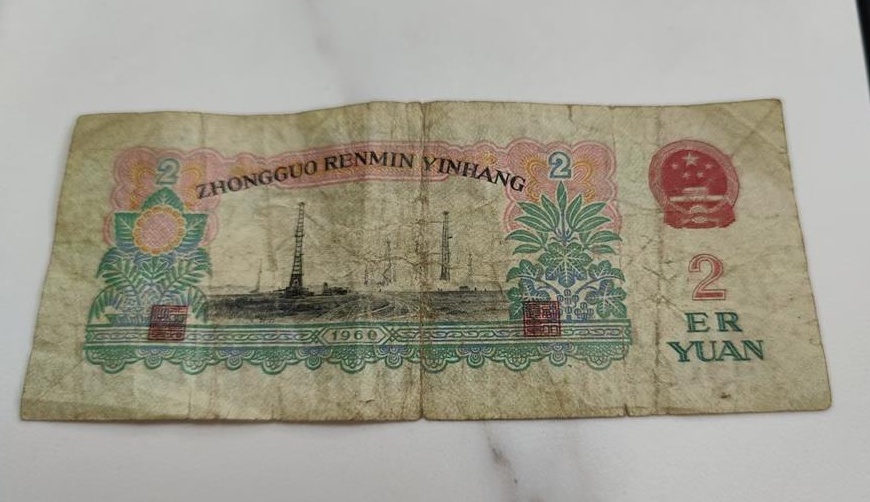 2
ZHONGGUO RENMIN YINHANG
2
1960
2
ER
YUAN